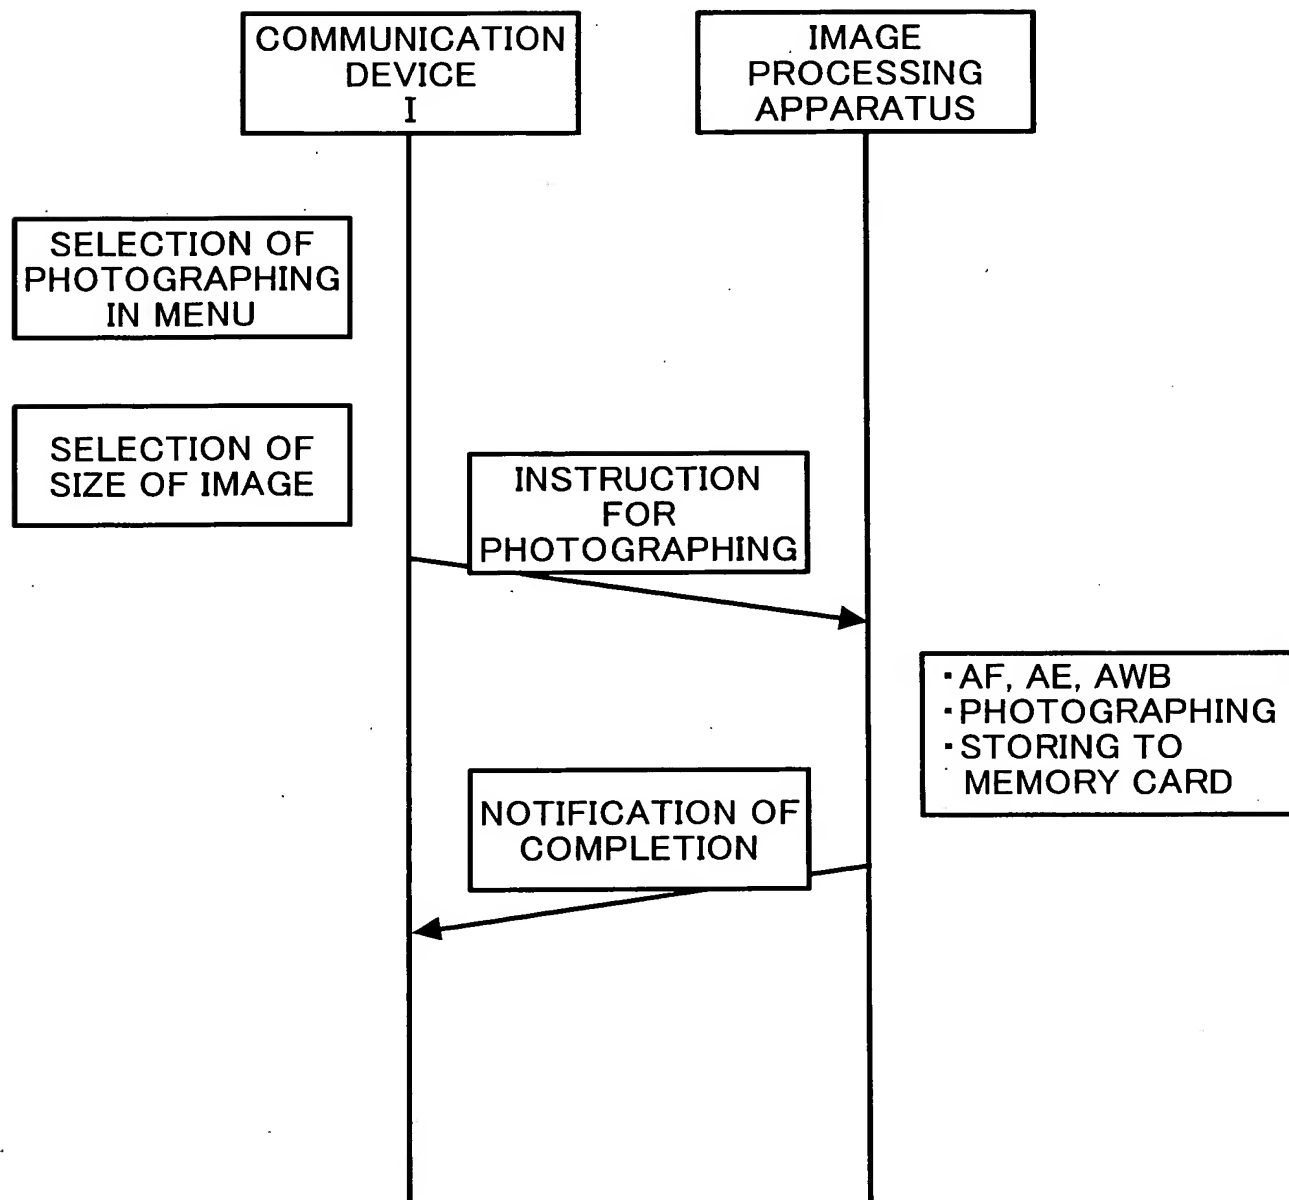 COMMUNICATION
DEVICE
I
IMAGE
PROCESSING
APPARATUS
SELECTION OF
PHOTOGRAPHING
IN MENU
SELECTION OF
SIZE OF IMAGE
INSTRUCTION
FOR
PHOTOGRAPHING
・AF, AE, AWB
・PHOTOGRAPHING
・STORING TO
MEMORY CARD
NOTIFICATION OF
COMPLETION